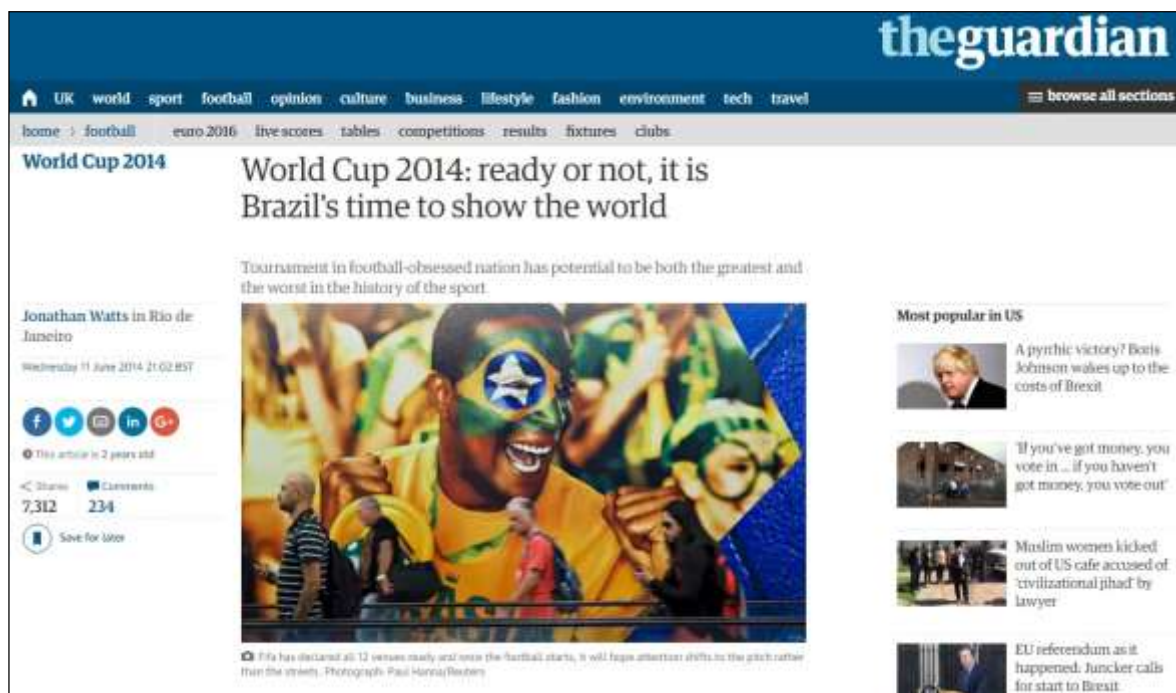 theguardian
UK world sport football opinion culture business lifestyle fashion environment tech travel
browse all sections
home › football euro 2016 live scores tables competitions results fixtures clubs
World Cup 2014
World Cup 2014: ready or not, it is
Brazil's time to show the world
Tournament in football-obsessed nation has potential to be both the greatest and
the worst in the history of the sport
Jonathan Watts in Rio de
Janeiro
Wednesday 11 June 2014 21:02 BST
f
in
G+
This article is 2 years old
Shares Comments
7,312 234
Save for later
Fifa has declared all 12 venues ready and once the football starts, it will hope attention shifts to the pitch rather
than the streets. Photograph: Paul Hanna/Reuters
Most popular in US
A pyrrhic victory? Boris
Johnson wakes up to the
costs of Brexit
'If you've got money, you
vote in ... if you haven't
got money, you vote out'
Muslim women kicked
out of US cafe accused of
'civilizational jihad' by
lawyer
EU referendum as it
happened: Juncker calls
for start to Brexit